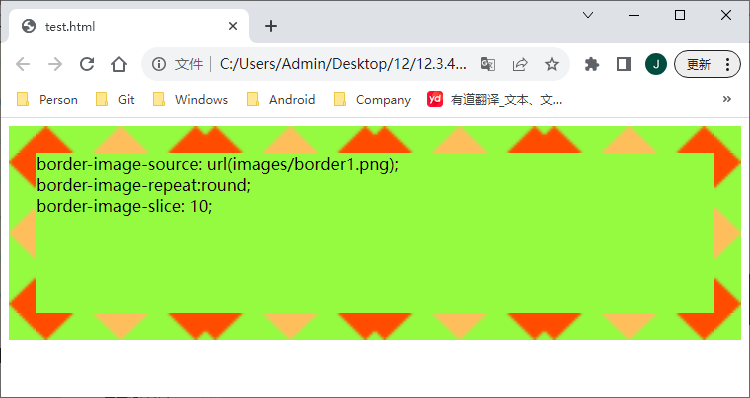 test.html
文件 C:/Users/Admin/Desktop/12/12.3.4...
J
更新
Person
Git
Windows
Android
Company
yd
有道翻译_文本、文...
border-image-source: url(images/border1.png);
border-image-repeat:round;
border-image-slice: 10;